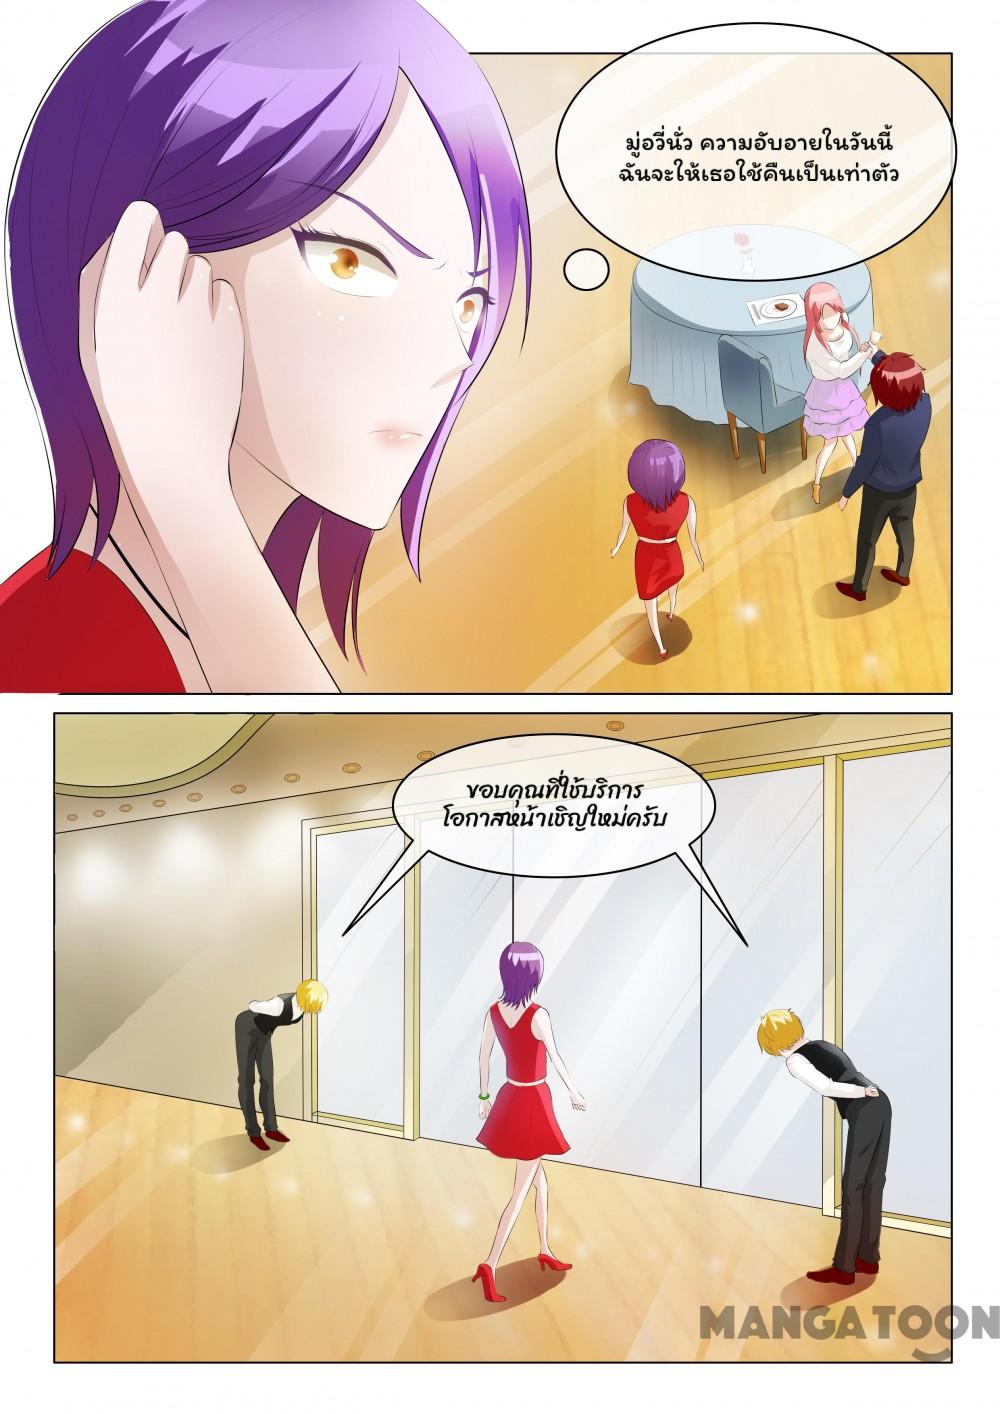 มู่อวี่นั่ว ความอับอายในวันนี้
ฉันจะให้เธอใช้คืนเป็นเท่าตัว
ขอบคุณที่ใช้บริการ
โอกาสหน้าเชิญใหม่ครับ
MANGATOON